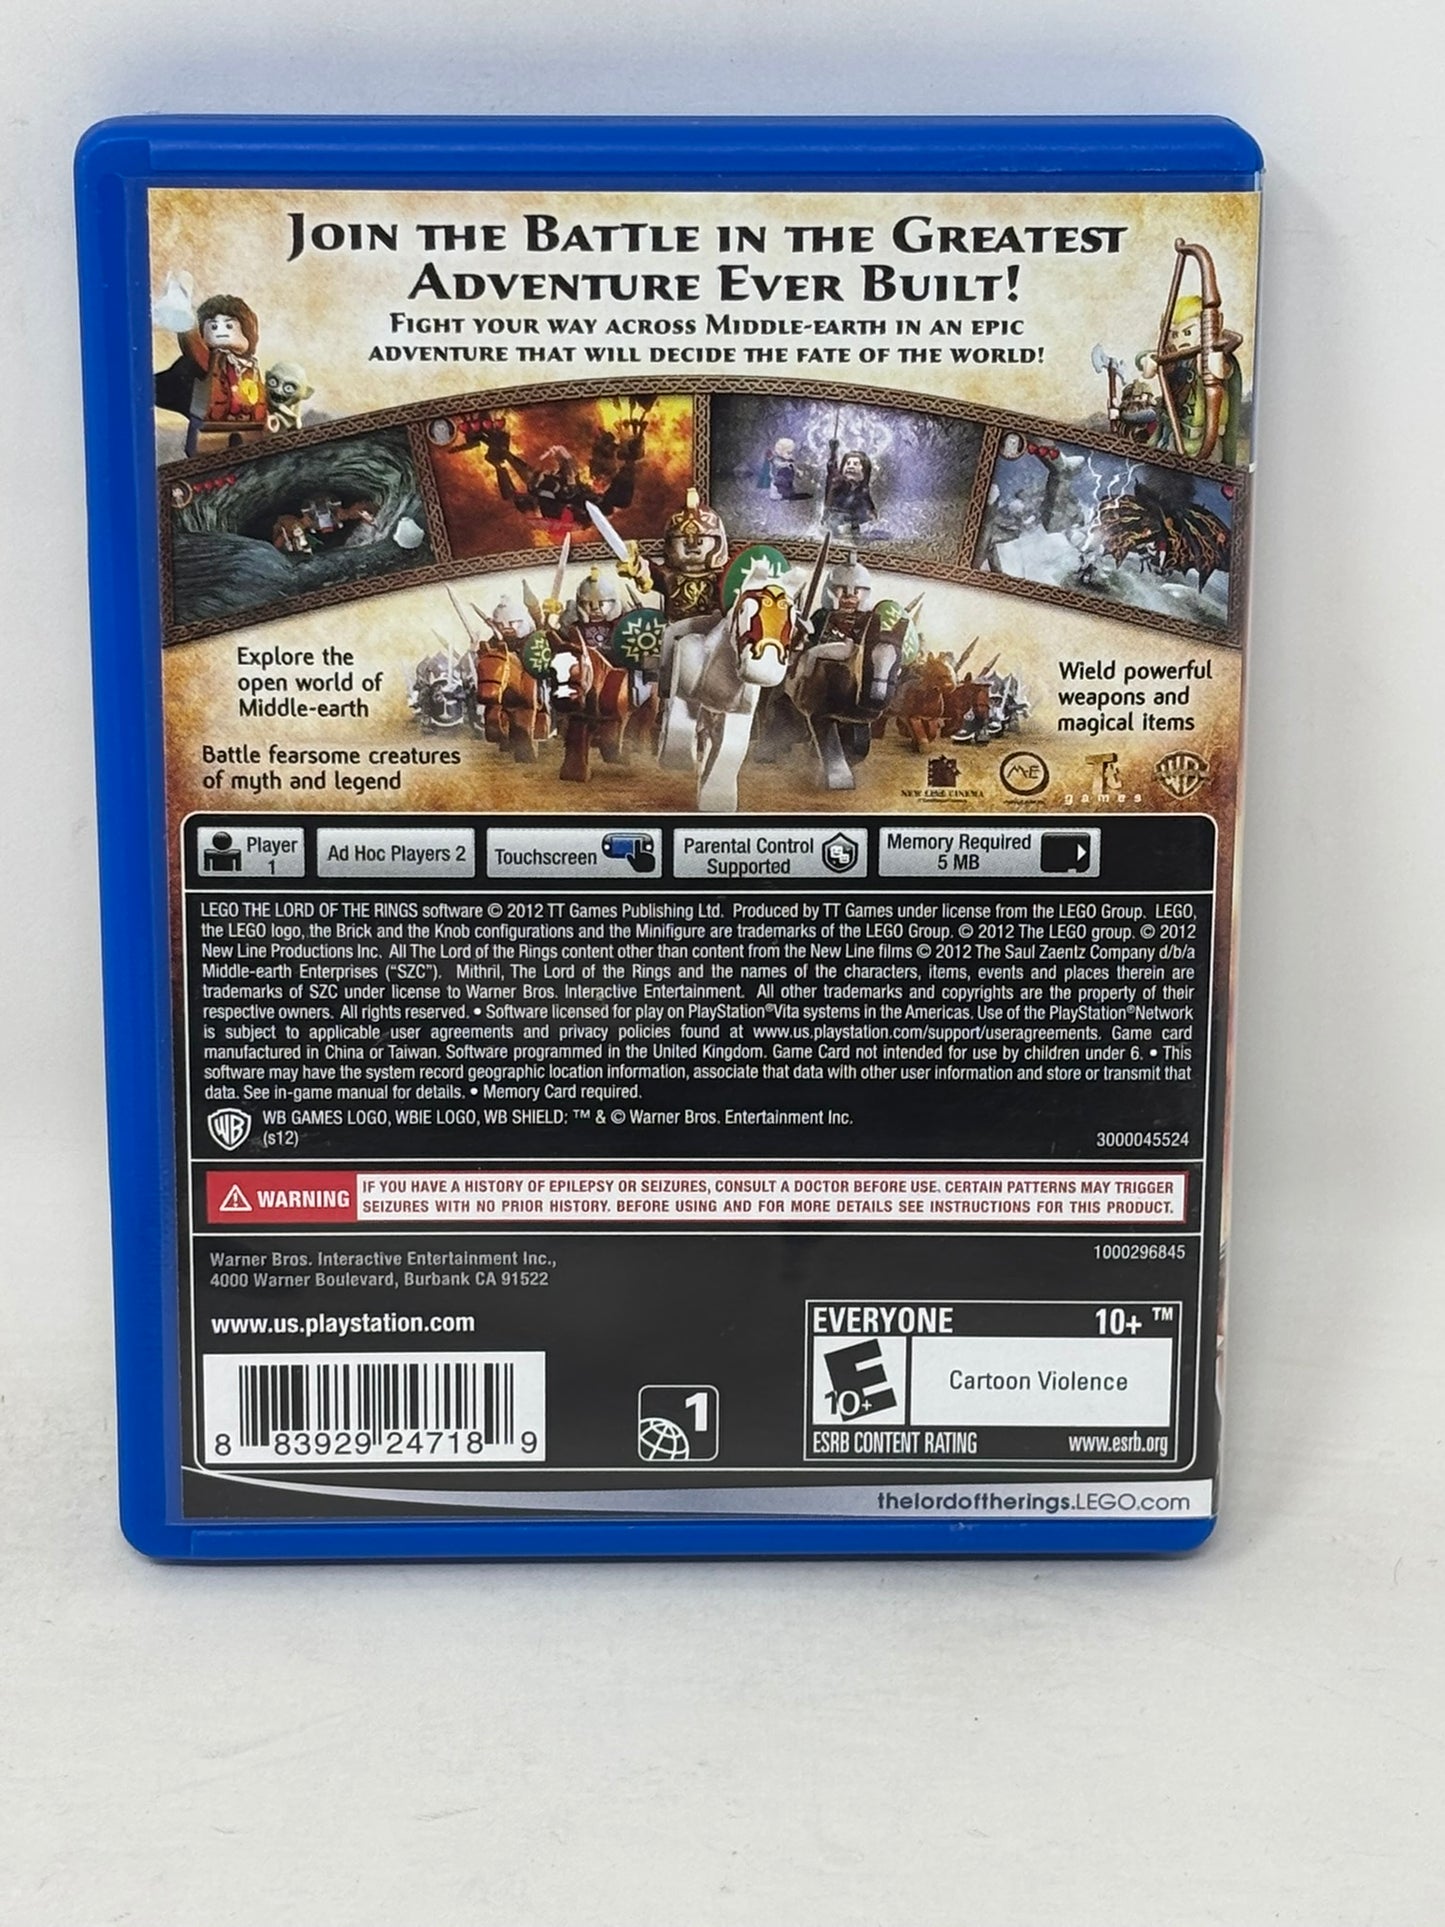 JOIN THE BATTLE IN THE GREATEST
ADVENTURE EVER BUILT!
FIGHT YOUR WAY ACROSS MIDDLE-EARTH IN AN EPIC
ADVENTURE THAT WILL DECIDE THE FATE OF THE WORLD!
Explore the
open world of
Middle-earth
Battle fearsome creatures
of myth and legend
Wield powerful
weapons and
magical items
NEW LINE CINEMA
games
WB
Player
1
Ad Hoc Players 2
Touchscreen
Parental Control
Supported
Memory Required
5 MB
LEGO THE LORD OF THE RINGS software © 2012 TT Games Publishing Ltd. Produced by TT Games under license from the LEGO Group. LEGO,
the LEGO logo, the Brick and the Knob configurations and the Minifigure are trademarks of the LEGO Group. © 2012 The LEGO group. © 2012
New Line Productions Inc. All The Lord of the Rings content other than content from the New Line films © 2012 The Saul Zaentz Company d/b/a
Middle-earth Enterprises ("SZC"). Mithril, The Lord of the Rings and the names of the characters, items, events and places therein are
trademarks of SZC under license to Warner Bros. Interactive Entertainment. All other trademarks and copyrights are the property of their
respective owners. All rights reserved. • Software licensed for play on PlayStation®Vita systems in the Americas. Use of the PlayStation®Network
is subject to applicable user agreements and privacy policies found at www.us.playstation.com/support/useragreements. Game card
manufactured in China or Taiwan. Software programmed in the United Kingdom. Game Card not intended for use by children under 6. • This
software may have the system record geographic location information, associate that data with other user information and store or transmit that
data. See in-game manual for details. • Memory Card required.
WB GAMES LOGO, WBIE LOGO, WB SHIELD: ™ & © Warner Bros. Entertainment Inc.
(s12)
3000045524
WARNING
IF YOU HAVE A HISTORY OF EPILEPSY OR SEIZURES, CONSULT A DOCTOR BEFORE USE. CERTAIN PATTERNS MAY TRIGGER
SEIZURES WITH NO PRIOR HISTORY. BEFORE USING AND FOR MORE DETAILS SEE INSTRUCTIONS FOR THIS PRODUCT.
Warner Bros. Interactive Entertainment Inc.,
4000 Warner Boulevard, Burbank CA 91522
1000296845
www.us.playstation.com
8 83929 24718 9
1
EVERYONE 10+ ™
E 10+
Cartoon Violence
ESRB CONTENT RATING www.esrb.org
thelordoftherings.LEGO.com